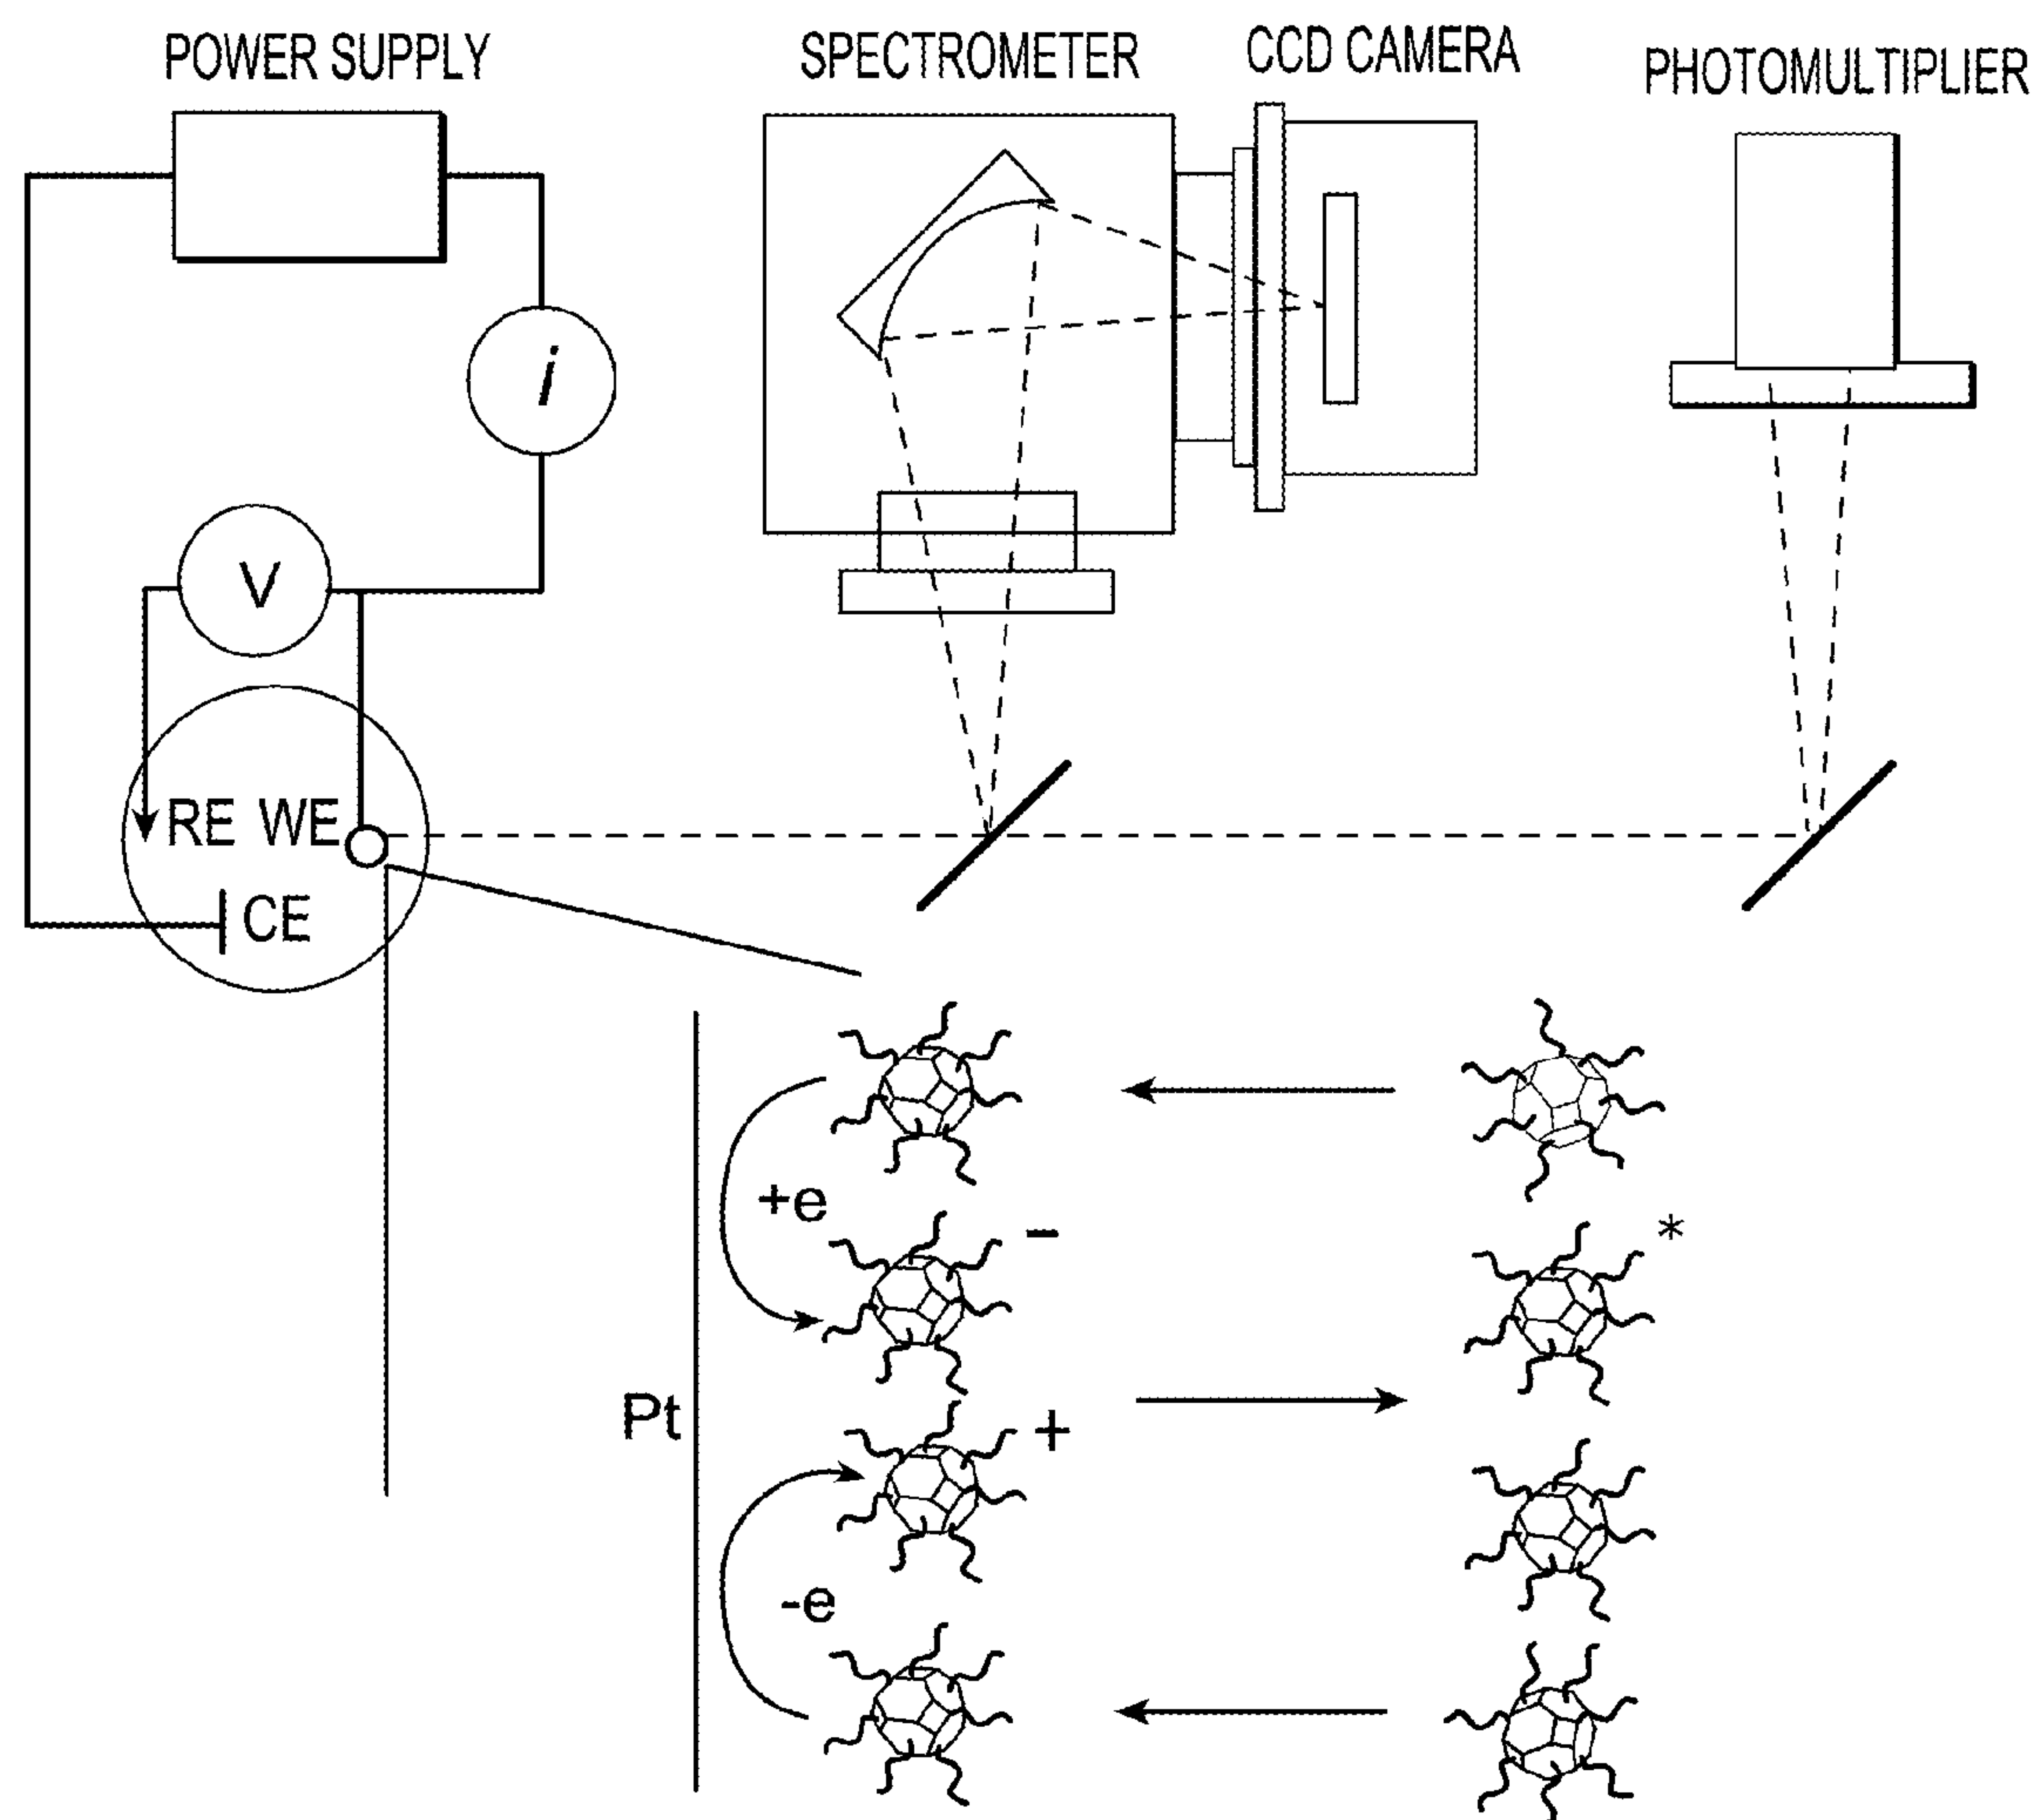 POWER SUPPLY
SPECTROMETER
CCD CAMERA
PHOTOMULTIPLIER
i
V
RE WE
CE
+e
−
*
Pt
+
-e